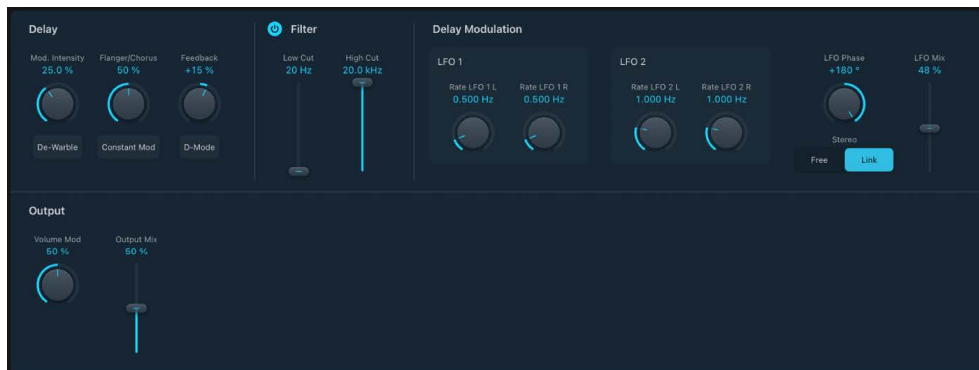 Delay
Filter
Delay Modulation
Mod. Intensity
25.0 %
Flanger/Chorus
50 %
Feedback
+15 %
De-Warble
Constant Mod
D-Mode
Low Cut
20 Hz
High Cut
20.0 kHz
LFO 1
Rate LFO 1 L
0.500 Hz
Rate LFO 1 R
0.500 Hz
LFO 2
Rate LFO 2 L
1.000 Hz
Rate LFO 2 R
1.000 Hz
LFO Phase
+180 °
Stereo
Free
Link
LFO Mix
48 %
Output
Volume Mod
50 %
Output Mix
50 %